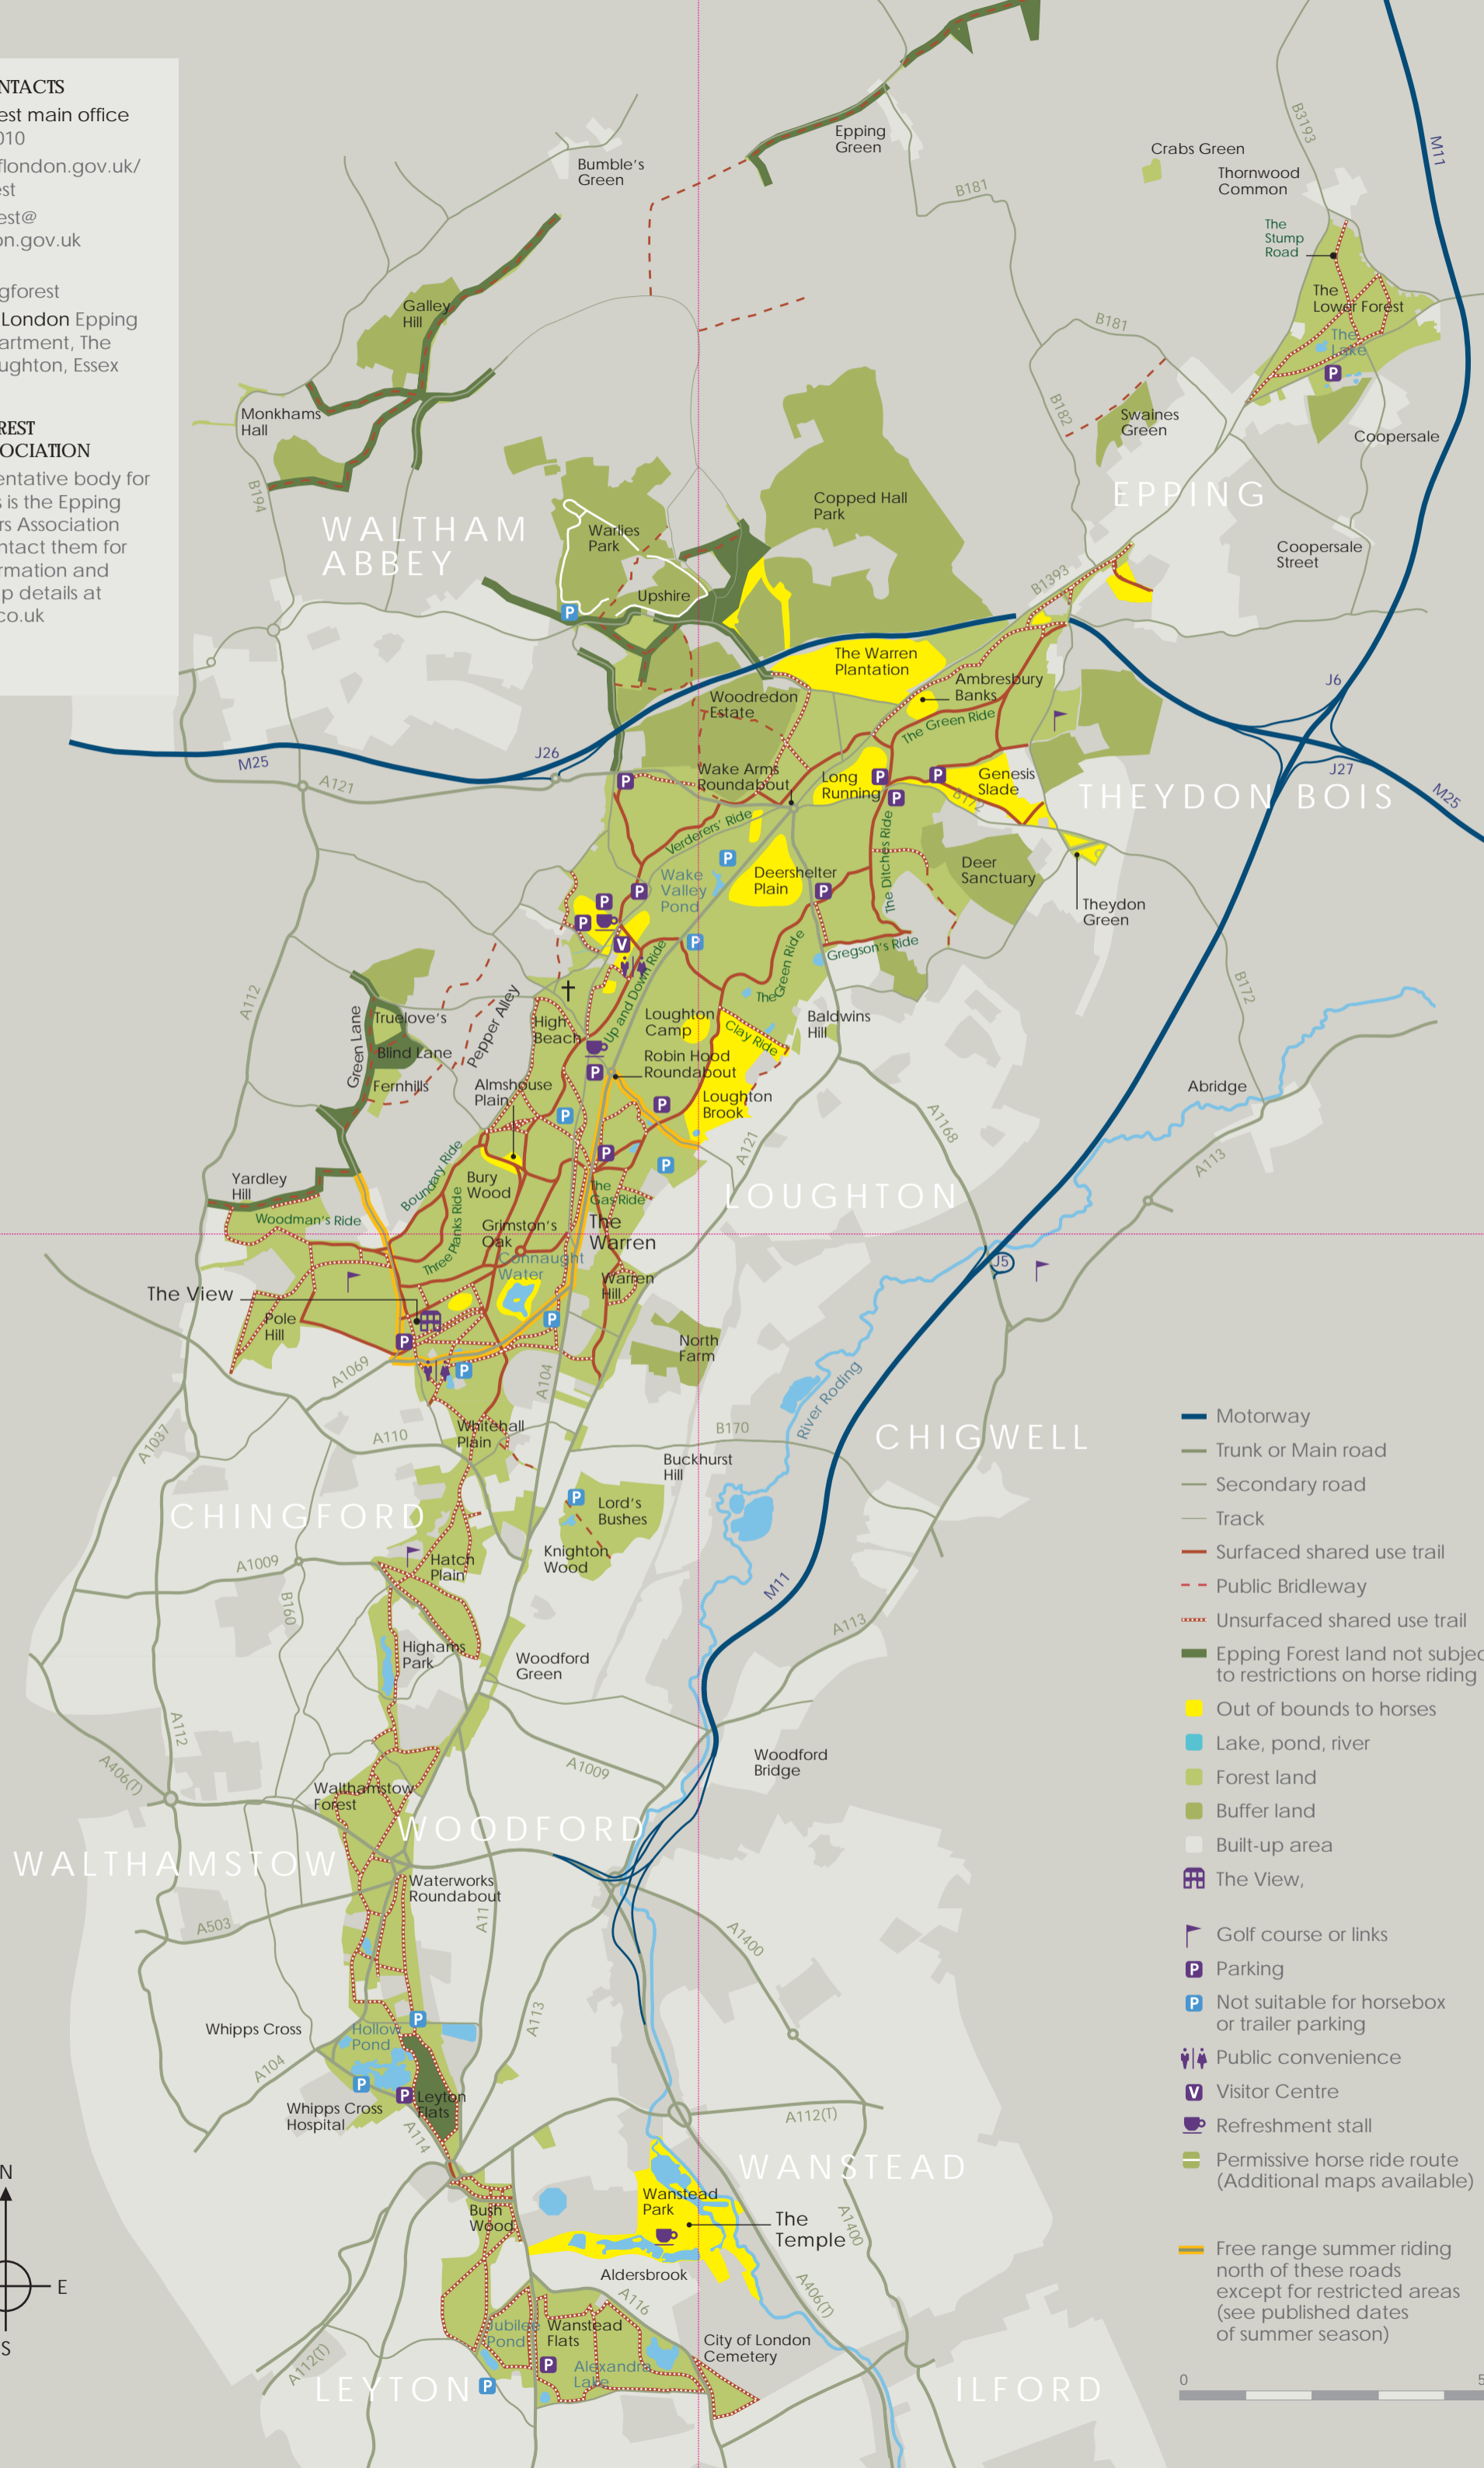 NTACTS
est main office
010
flondon.gov.uk/
est
est@
on.gov.uk
gforest
London Epping
artment, The
ughton, Essex
REST
OCIATION
entative body for
s is the Epping
rs Association
ntact them for
rmation and
p details at
co.uk
Epping
Green
Bumble's
Green
Crabs Green
Thornwood
Common
B3193
M11
B181
The
Stump
Road
The
Lower Forest
The
Lake
P
Galley
Hill
B181
B182
Swaines
Green
Coopersale
Monkhams
Hall
B194
EPPING
Copped Hall
Park
WALTHAM
ABBEY
Warlies
Park
Coopersale
Street
B1393
Upshire
P
The Warren
Plantation
Ambresbury
Banks
J6
Woodredon
Estate
The Green Ride
M25
J26
A121
P
Wake Arms
Roundabout
Long
Running
P
P
P
Genesis
Slade
B172
J27
M25
THEYDON BOIS
Verderers' Ride
P
The Ditches Ride
Wake
Valley
Pond
Deershelter
Plain
P
Deer
Sanctuary
Theydon
Green
P
P
P
V
P
Gregson's Ride
The Green Ride
Up and Down Ride
B172
A112
Truelove's
Pepper Alley
High
Beach
Loughton
Camp
Clay Ride
Baldwins
Hill
Green Lane
Blind Lane
Fernhills
P
Robin Hood
Roundabout
Almshouse
Plain
P
P
Loughton
Brook
Abridge
A1168
A121
A113
P
P
Boundary Ride
Yardley
Hill
Bury
Wood
The
Gas Ride
LOUGHTON
Woodman's Ride
Three Planks Ride
Grimston's
Oak
The
Warren
Connaught
Water
J5
Warren
Hill
The View
Pole
Hill
P
P
North
Farm
A1069
P
A104
River Roding
A1037
A110
Whitehall
Plain
B170
CHIGWELL
Buckhurst
Hill
P
Lord's
Bushes
CHINGFORD
A1009
Hatch
Plain
Knighton
Wood
M11
B160
A113
Highams
Park
Woodford
Green
A112
A406(T)
A1009
Woodford
Bridge
Walthamstow
Forest
WOODFORD
WALTHAMSTOW
Waterworks
Roundabout
A503
A11
A1400
A113
Whipps Cross
Hollow
Pond
P
A104
P
P
Leyton
Flats
Whipps Cross
Hospital
A114
A112(T)
WANSTEAD
Wanstead
Park
Bush
Wood
The
Temple
A1400
Aldersbrook
A116
A406(T)
Jubilee
Pond
Wanstead
Flats
City of London
Cemetery
P
Alexandra
Lake
A112(T)
LEYTON
P
ILFORD
N
E
S
Motorway
Trunk or Main road
Secondary road
Track
Surfaced shared use trail
Public Bridleway
Unsurfaced shared use trail
Epping Forest land not subjec
to restrictions on horse riding
Out of bounds to horses
Lake, pond, river
Forest land
Buffer land
Built-up area
The View,
Golf course or links
P Parking
P Not suitable for horsebox
or trailer parking
Public convenience
V Visitor Centre
Refreshment stall
Permissive horse ride route
(Additional maps available)
Free range summer riding
north of these roads
except for restricted areas
(see published dates
of summer season)
0
5